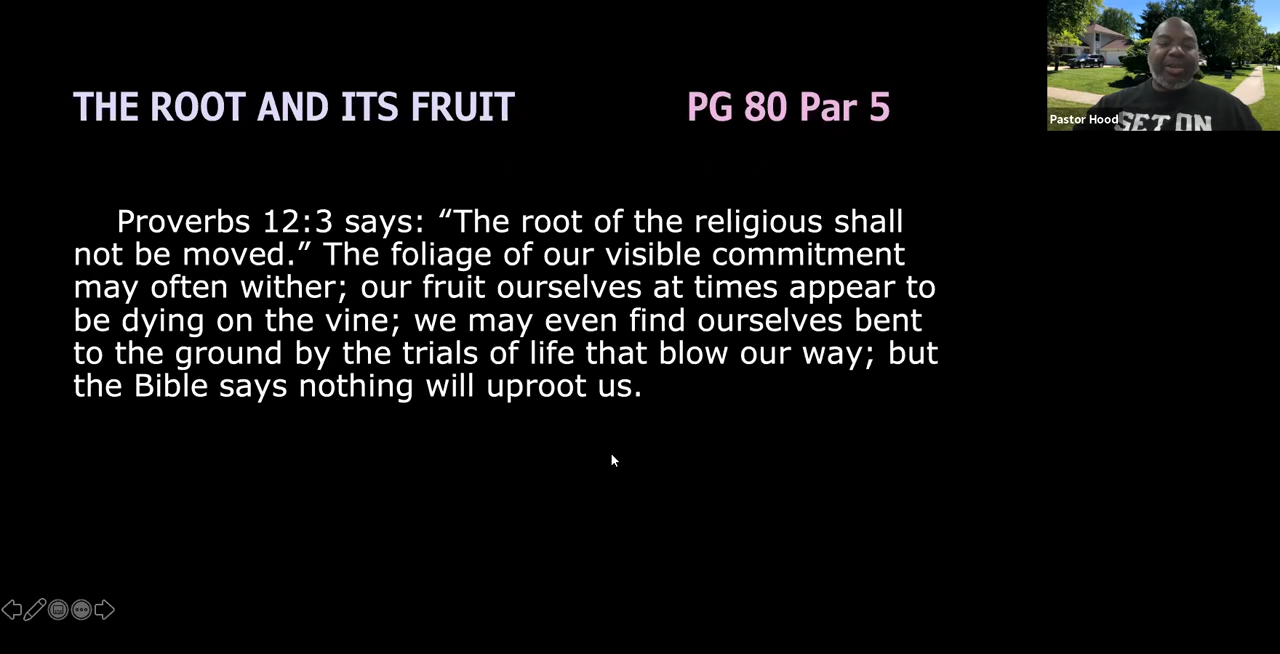 THE ROOT AND ITS FRUIT PG 80 Par 5
Proverbs 12:3 says: “The root of the religious shall
not be moved.” The foliage of our visible commitment
may often wither; our fruit ourselves at times appear to
be dying on the vine; we may even find ourselves bent
to the ground by the trials of life that blow our way; but
the Bible says nothing will uproot us.
Pastor Hood
SET ON